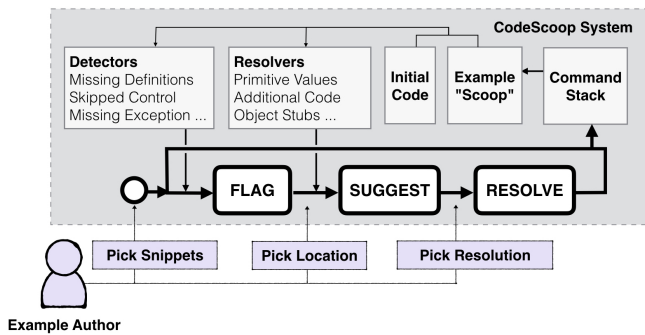 CodeScoop System
Detectors
Missing Definitions
Skipped Control
Missing Exception ...
Resolvers
Primitive Values
Additional Code
Object Stubs ...
Initial
Code
Example
"Scoop"
Command
Stack
FLAG
SUGGEST
RESOLVE
Pick Snippets
Pick Location
Pick Resolution
Example Author